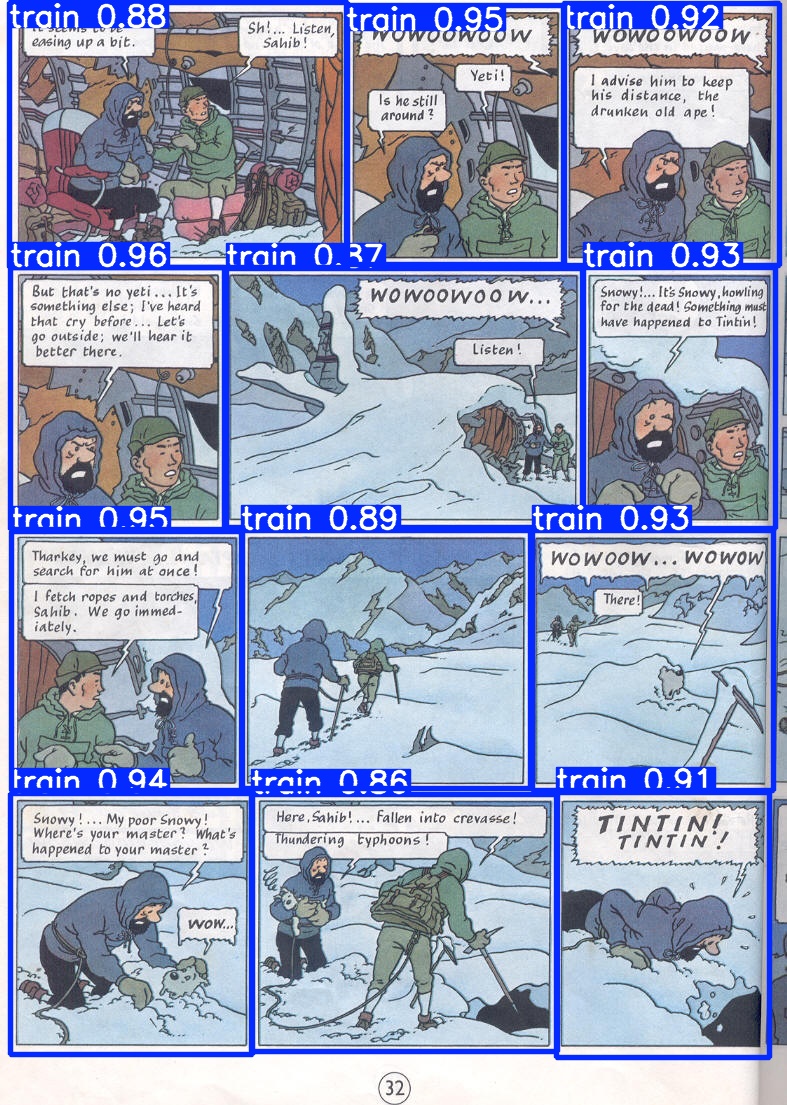 train 0.88
easing up a bit.
Sh!... Listen,
Sahib!
train 0.95
WOWOOWOOW
Yeti!
Is he still
around?
train 0.92
WOWOOWOOW
I advise him to keep
his distance, the
drunken old ape!
train 0.96
But that's no yeti... It's
something else; I've heard
that cry before... Let's
go outside; we'll hear it
better there.
train 0.87
WOWOOWOOW...
Listen!
train 0.93
Snowy!... It's Snowy, howling
for the dead! Something must
have happened to Tintin!
train 0.95
Tharkey, we must go and
search for him at once!
I fetch ropes and torches,
Sahib. We go immed-
iately.
train 0.89
train 0.93
WOWOOW... WOWOW
There!
train 0.94
Snowy!... My poor Snowy!
Where's your master? What's
happened to your master?
WOW...
train 0.86
Here, Sahib!... Fallen into crevasse!
Thundering typhoons!
train 0.91
TINTIN!
TINTIN!
32